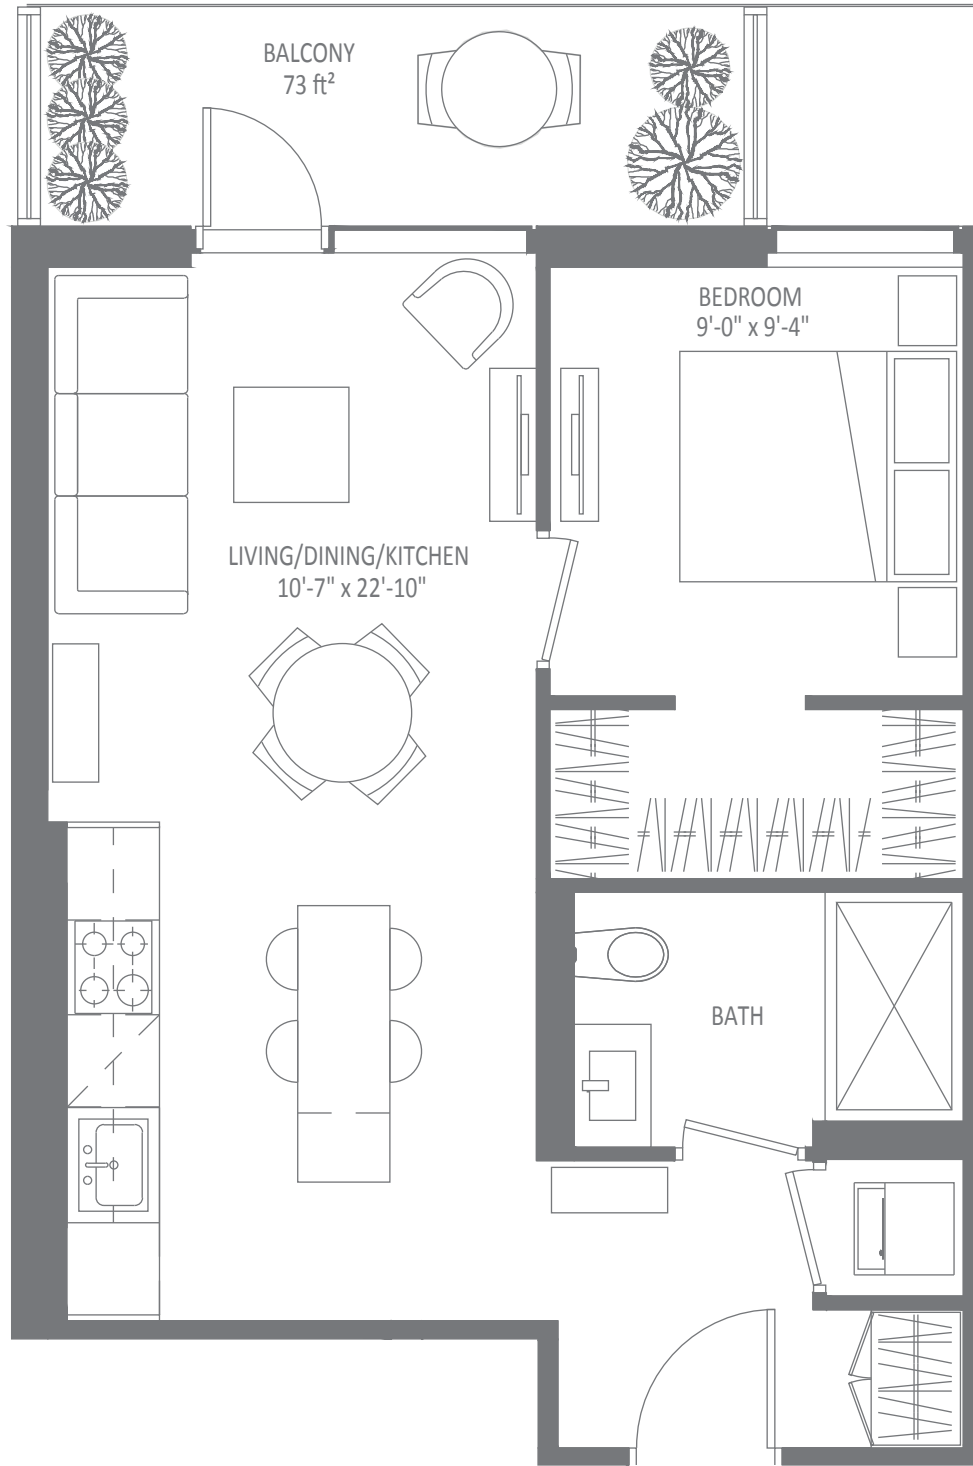 BALCONY
73 ft²
BEDROOM
9'-0" x 9'-4"
LIVING/DINING/KITCHEN
10'-7" x 22'-10"
BATH